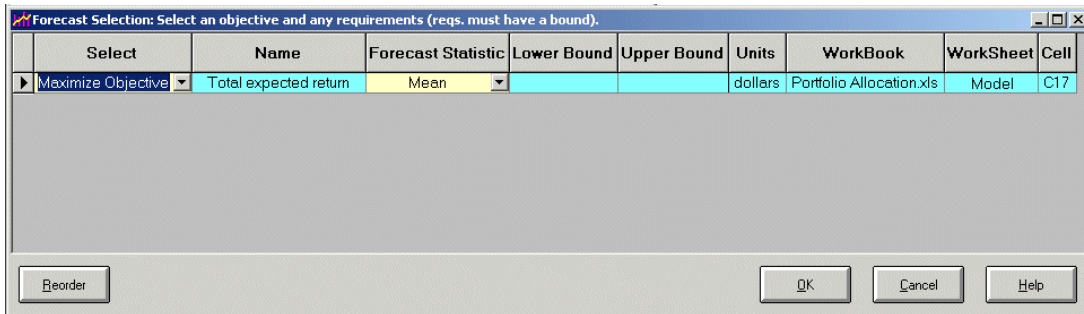 Forecast Selection: Select an objective and any requirements (reqs. must have a bound).
Select Name Forecast Statistic Lower Bound Upper Bound Units WorkBook WorkSheet Cell
Maximize Objective Total expected return Mean dollars Portfolio Allocation.xls Model C17
Reorder OK Cancel Help